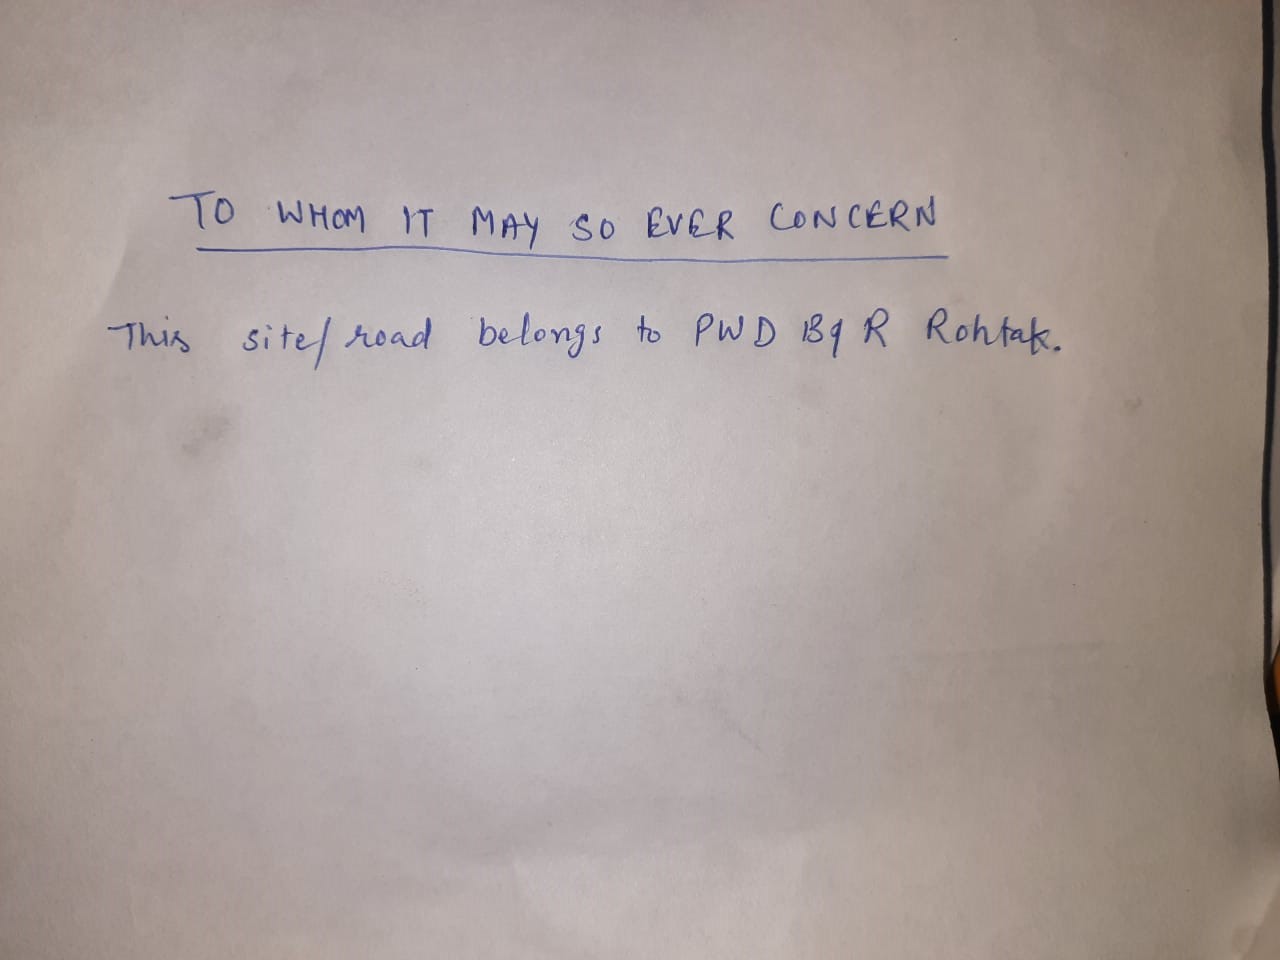 TO WHOM IT MAY SO EVER CONCERN
This site/road belongs to PWD B&R Rohtak.